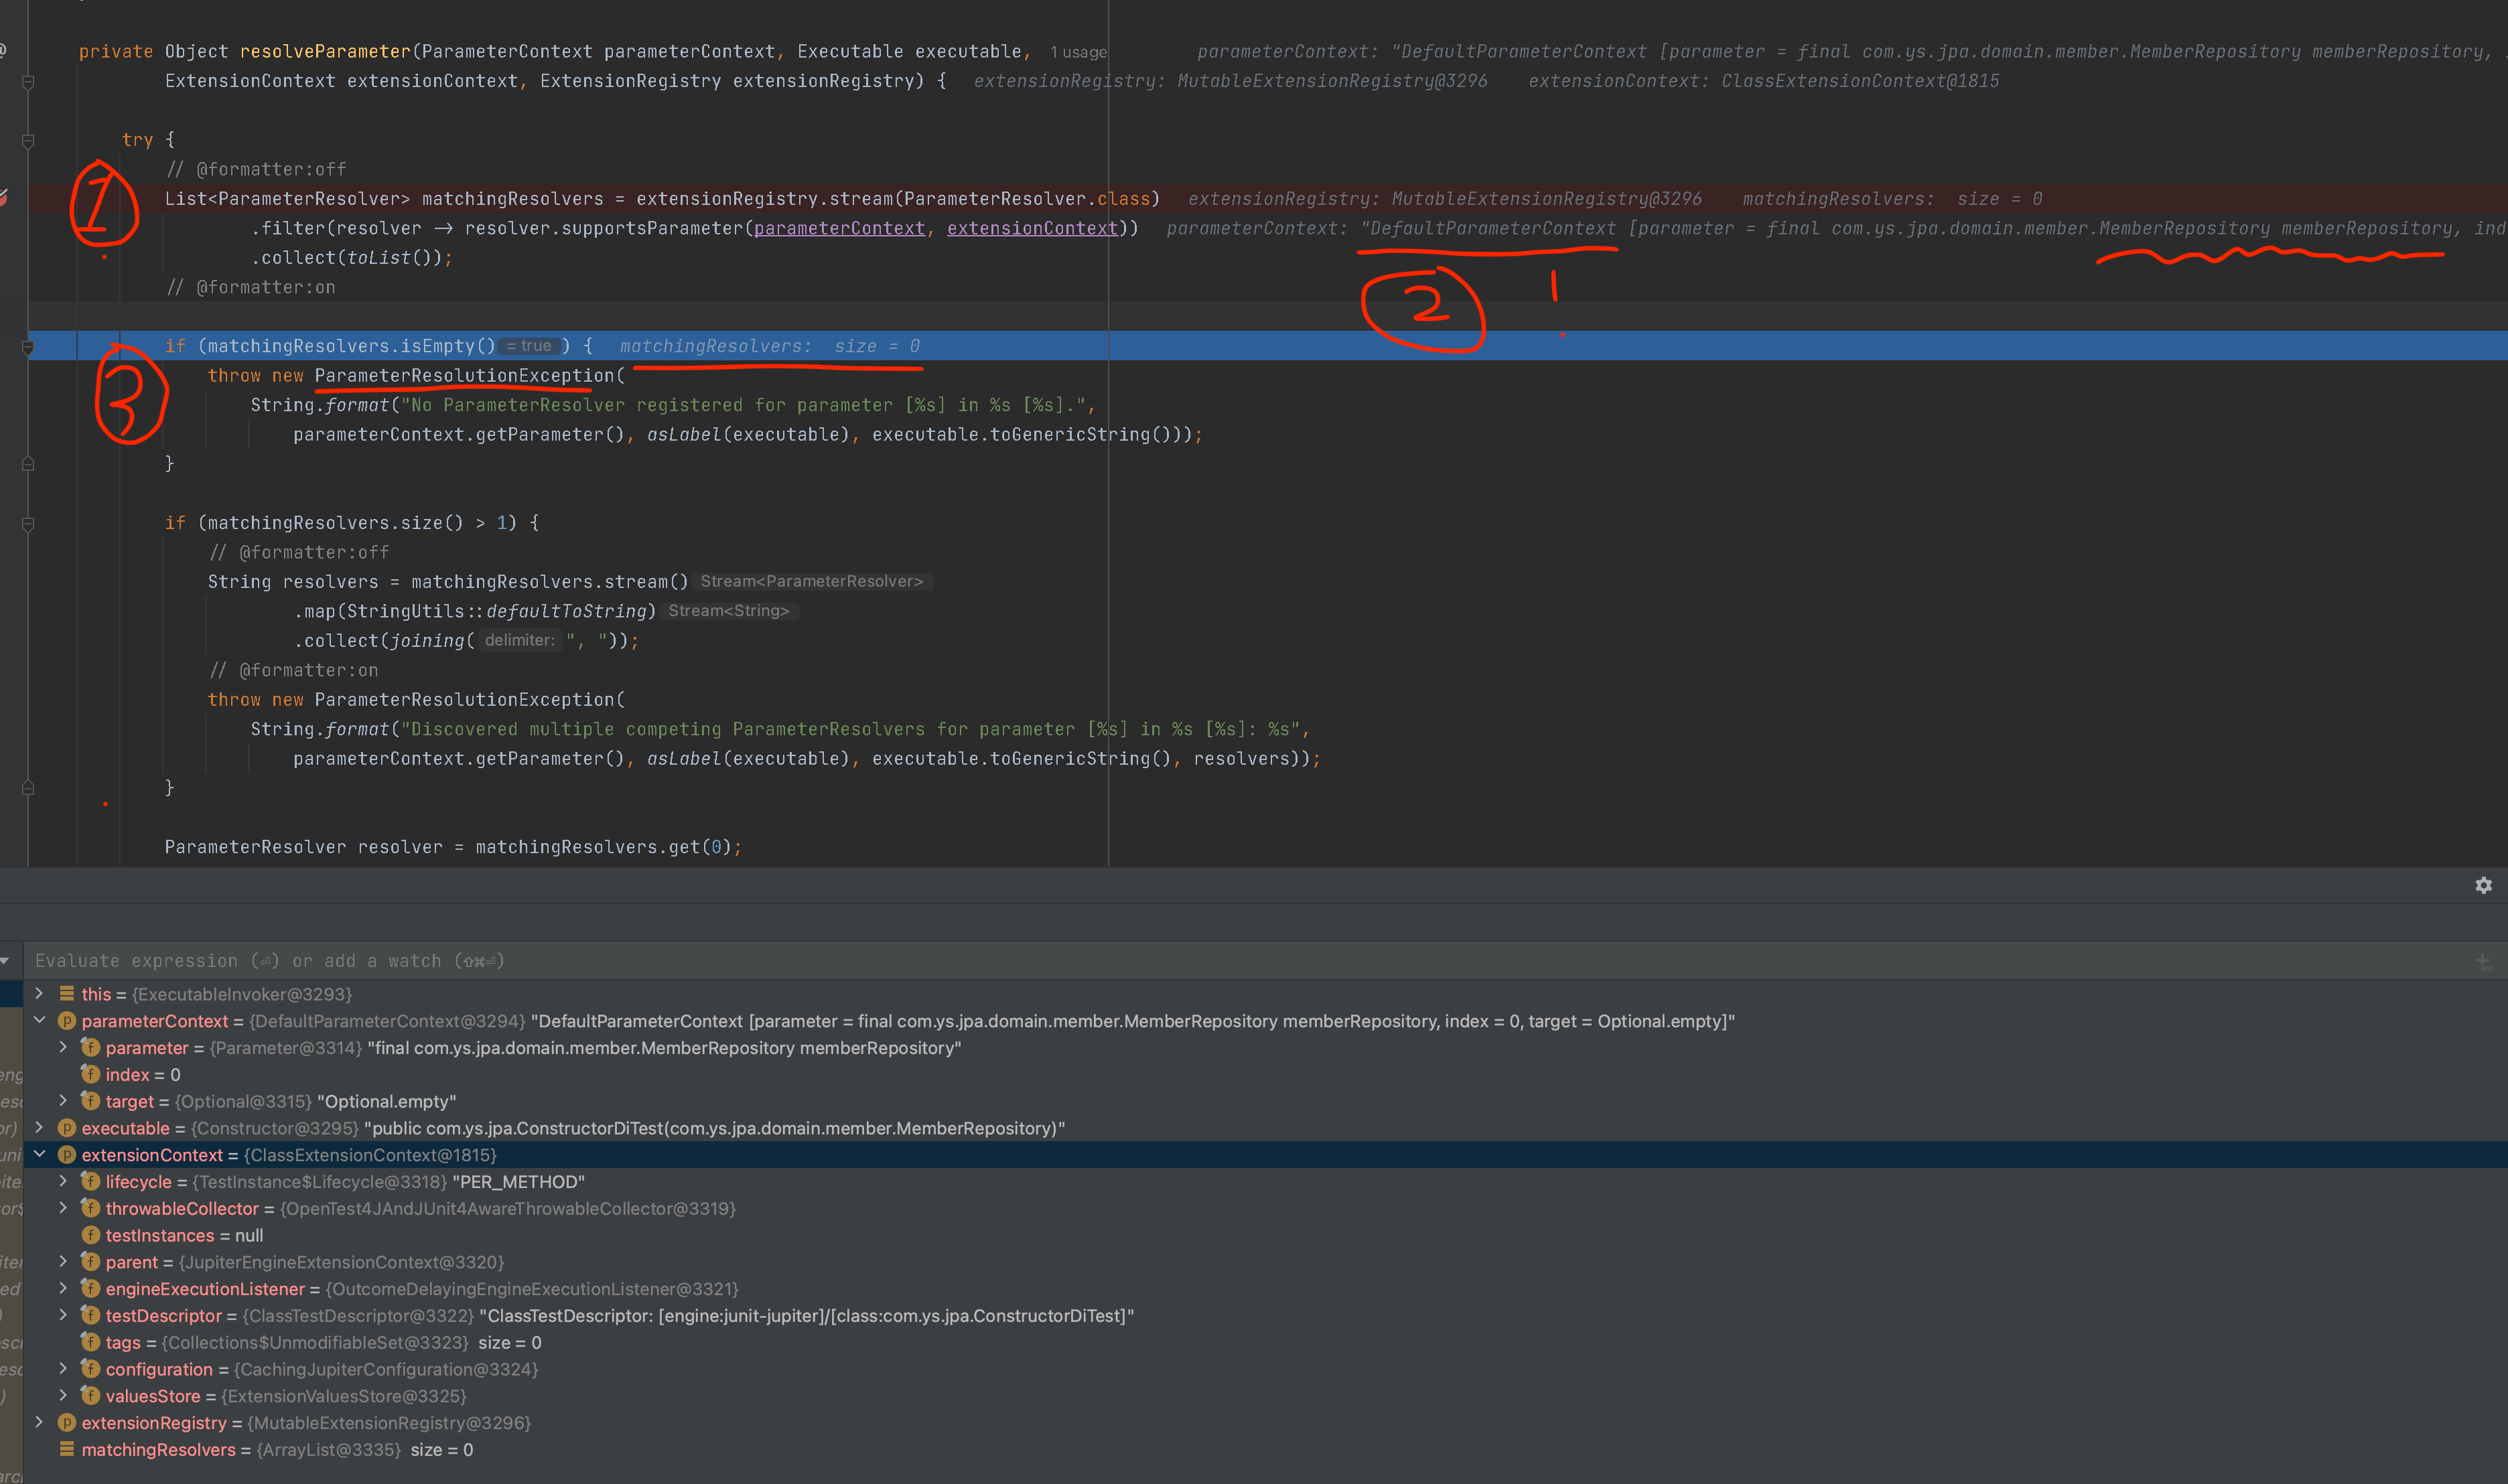 private Object resolveParameter(ParameterContext parameterContext, Executable executable, 1 usage parameterContext: "DefaultParameterContext [parameter = final com.ys.jpa.domain.member.MemberRepository memberRepository,
ExtensionContext extensionContext, ExtensionRegistry extensionRegistry) { extensionRegistry: MutableExtensionRegistry@3296 extensionContext: ClassExtensionContext@1815
try {
// @formatter:off
1
List<ParameterResolver> matchingResolvers = extensionRegistry.stream(ParameterResolver.class) extensionRegistry: MutableExtensionRegistry@3296 matchingResolvers: size = 0
.filter(resolver -> resolver.supportsParameter(parameterContext, extensionContext)) parameterContext: "DefaultParameterContext [parameter = final com.ys.jpa.domain.member.MemberRepository memberRepository, ind
.collect(toList());
// @formatter:on
2 !
if (matchingResolvers.isEmpty() = true ) { matchingResolvers: size = 0
3
throw new ParameterResolutionException(
String.format("No ParameterResolver registered for parameter [%s] in %s [%s].",
parameterContext.getParameter(), asLabel(executable), executable.toGenericString()));
}
if (matchingResolvers.size() > 1) {
// @formatter:off
String resolvers = matchingResolvers.stream() Stream<ParameterResolver>
.map(StringUtils::defaultToString) Stream<String>
.collect(joining( delimiter: ", "));
// @formatter:on
throw new ParameterResolutionException(
String.format("Discovered multiple competing ParameterResolvers for parameter [%s] in %s [%s]: %s",
parameterContext.getParameter(), asLabel(executable), executable.toGenericString(), resolvers));
}
ParameterResolver resolver = matchingResolvers.get(0);
Evaluate expression (⏎) or add a watch (⇧⌘⏎)
this = {ExecutableInvoker@3293}
parameterContext = {DefaultParameterContext@3294} "DefaultParameterContext [parameter = final com.ys.jpa.domain.member.MemberRepository memberRepository, index = 0, target = Optional.empty]"
parameter = {Parameter@3314} "final com.ys.jpa.domain.member.MemberRepository memberRepository"
index = 0
target = {Optional@3315} "Optional.empty"
executable = {Constructor@3295} "public com.ys.jpa.ConstructorDiTest(com.ys.jpa.domain.member.MemberRepository)"
extensionContext = {ClassExtensionContext@1815}
lifecycle = {TestInstance$Lifecycle@3318} "PER_METHOD"
throwableCollector = {OpenTest4JAndJUnit4AwareThrowableCollector@3319}
testInstances = null
parent = {JupiterEngineExtensionContext@3320}
engineExecutionListener = {OutcomeDelayingEngineExecutionListener@3321}
testDescriptor = {ClassTestDescriptor@3322} "ClassTestDescriptor: [engine:junit-jupiter]/[class:com.ys.jpa.ConstructorDiTest]"
tags = {Collections$UnmodifiableSet@3323} size = 0
configuration = {CachingJupiterConfiguration@3324}
valuesStore = {ExtensionValuesStore@3325}
extensionRegistry = {MutableExtensionRegistry@3296}
matchingResolvers = {ArrayList@3335} size = 0